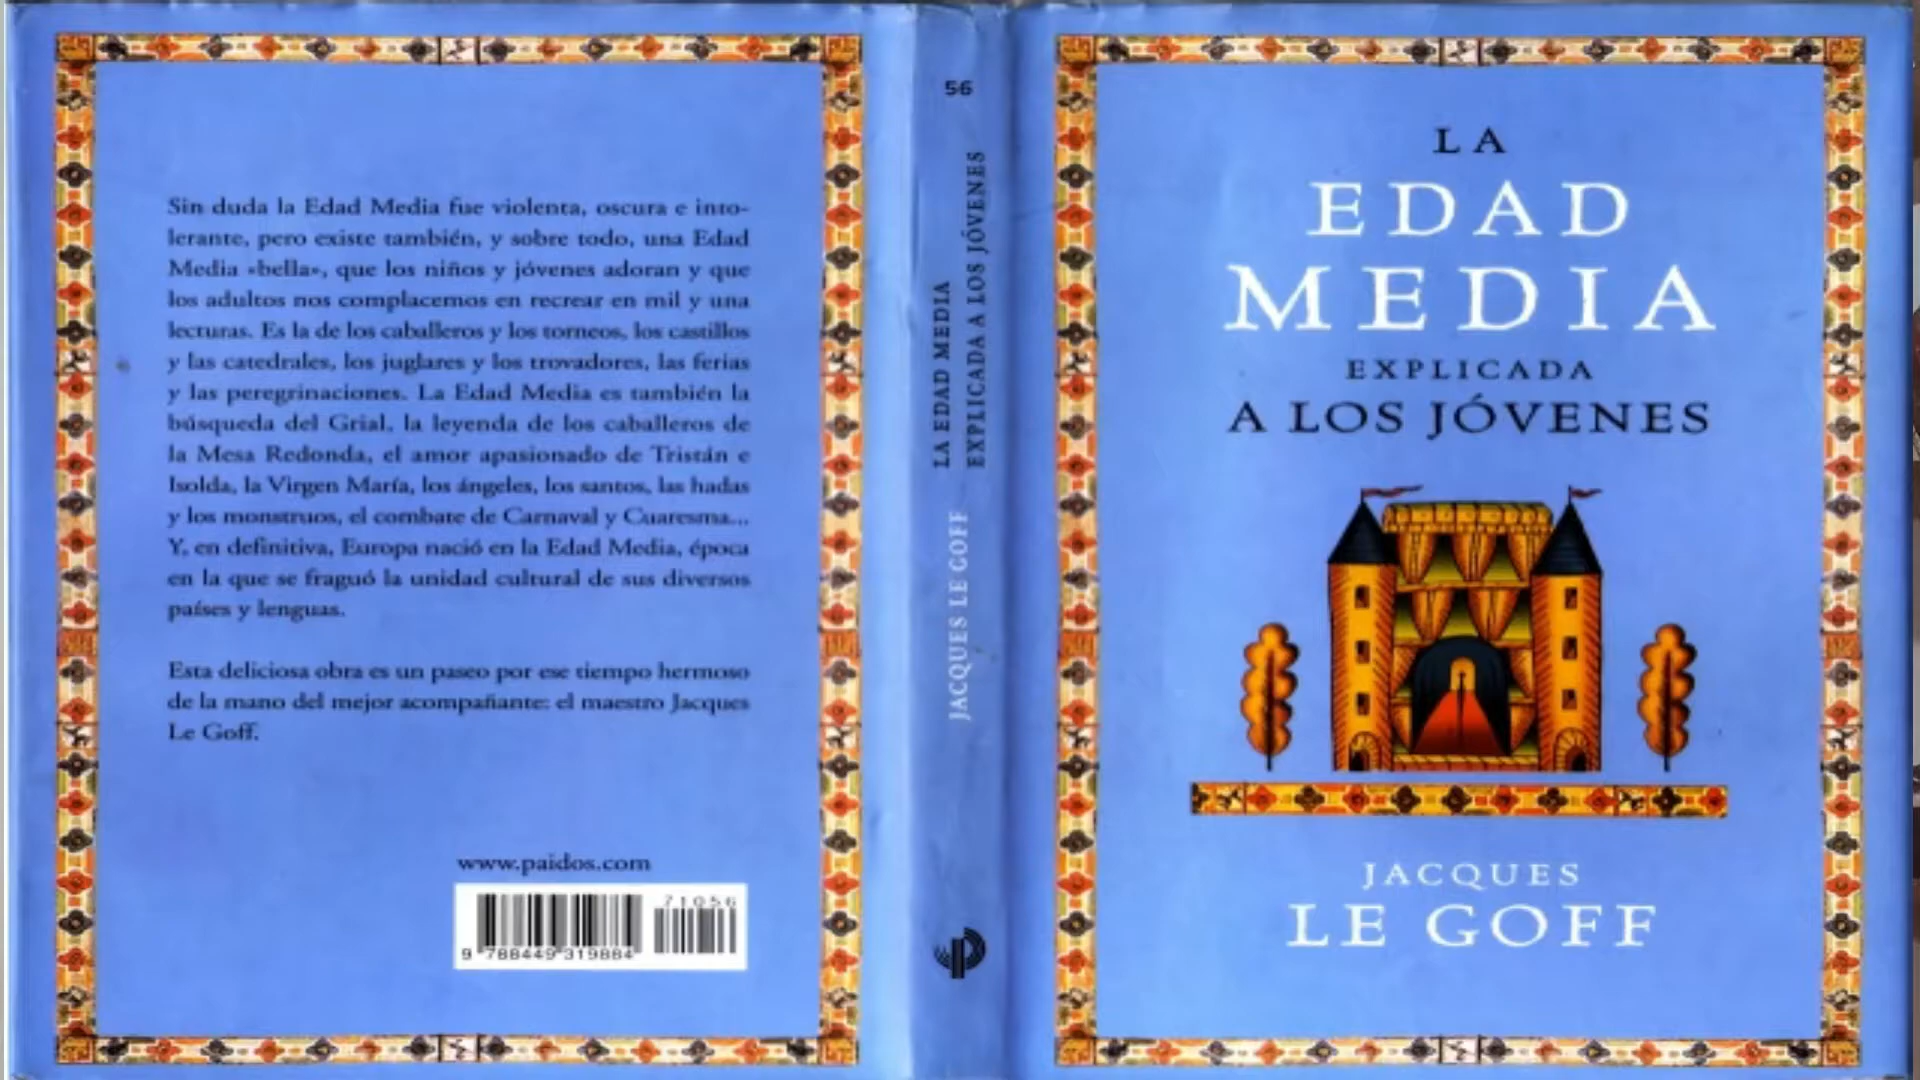 Sin duda la Edad Media fue violenta, oscura e into-
lerante, pero existe también, y sobre todo, una Edad
Media «bella», que los niños y jóvenes adoran y que
los adultos nos complacemos en recrear en mil y una
lecturas. Es la de los caballeros y los torneos, los castillos
y las catedrales, los juglares y los trovadores, las ferias
y las peregrinaciones. La Edad Media es también la
búsqueda del Grial, la leyenda de los caballeros de
la Mesa Redonda, el amor apasionado de Tristán e
Isolda, la Virgen María, los ángeles, los santos, las hadas
y los monstruos, el combate de Carnaval y Cuaresma...
Y, en definitiva, Europa nació en la Edad Media, época
en la que se fraguó la unidad cultural de sus diversos
países y lenguas.
Esta deliciosa obra es un paseo por ese tiempo hermoso
de la mano del mejor acompañante: el maestro Jacques
Le Goff.
www.paidos.com
71056
9 788449 319884
56
LA EDAD MEDIA
EXPLICADA A LOS JÓVENES
JACQUES LE GOFF
LA
EDAD
MEDIA
EXPLICADA
A LOS JÓVENES
JACQUES
LE GOFF